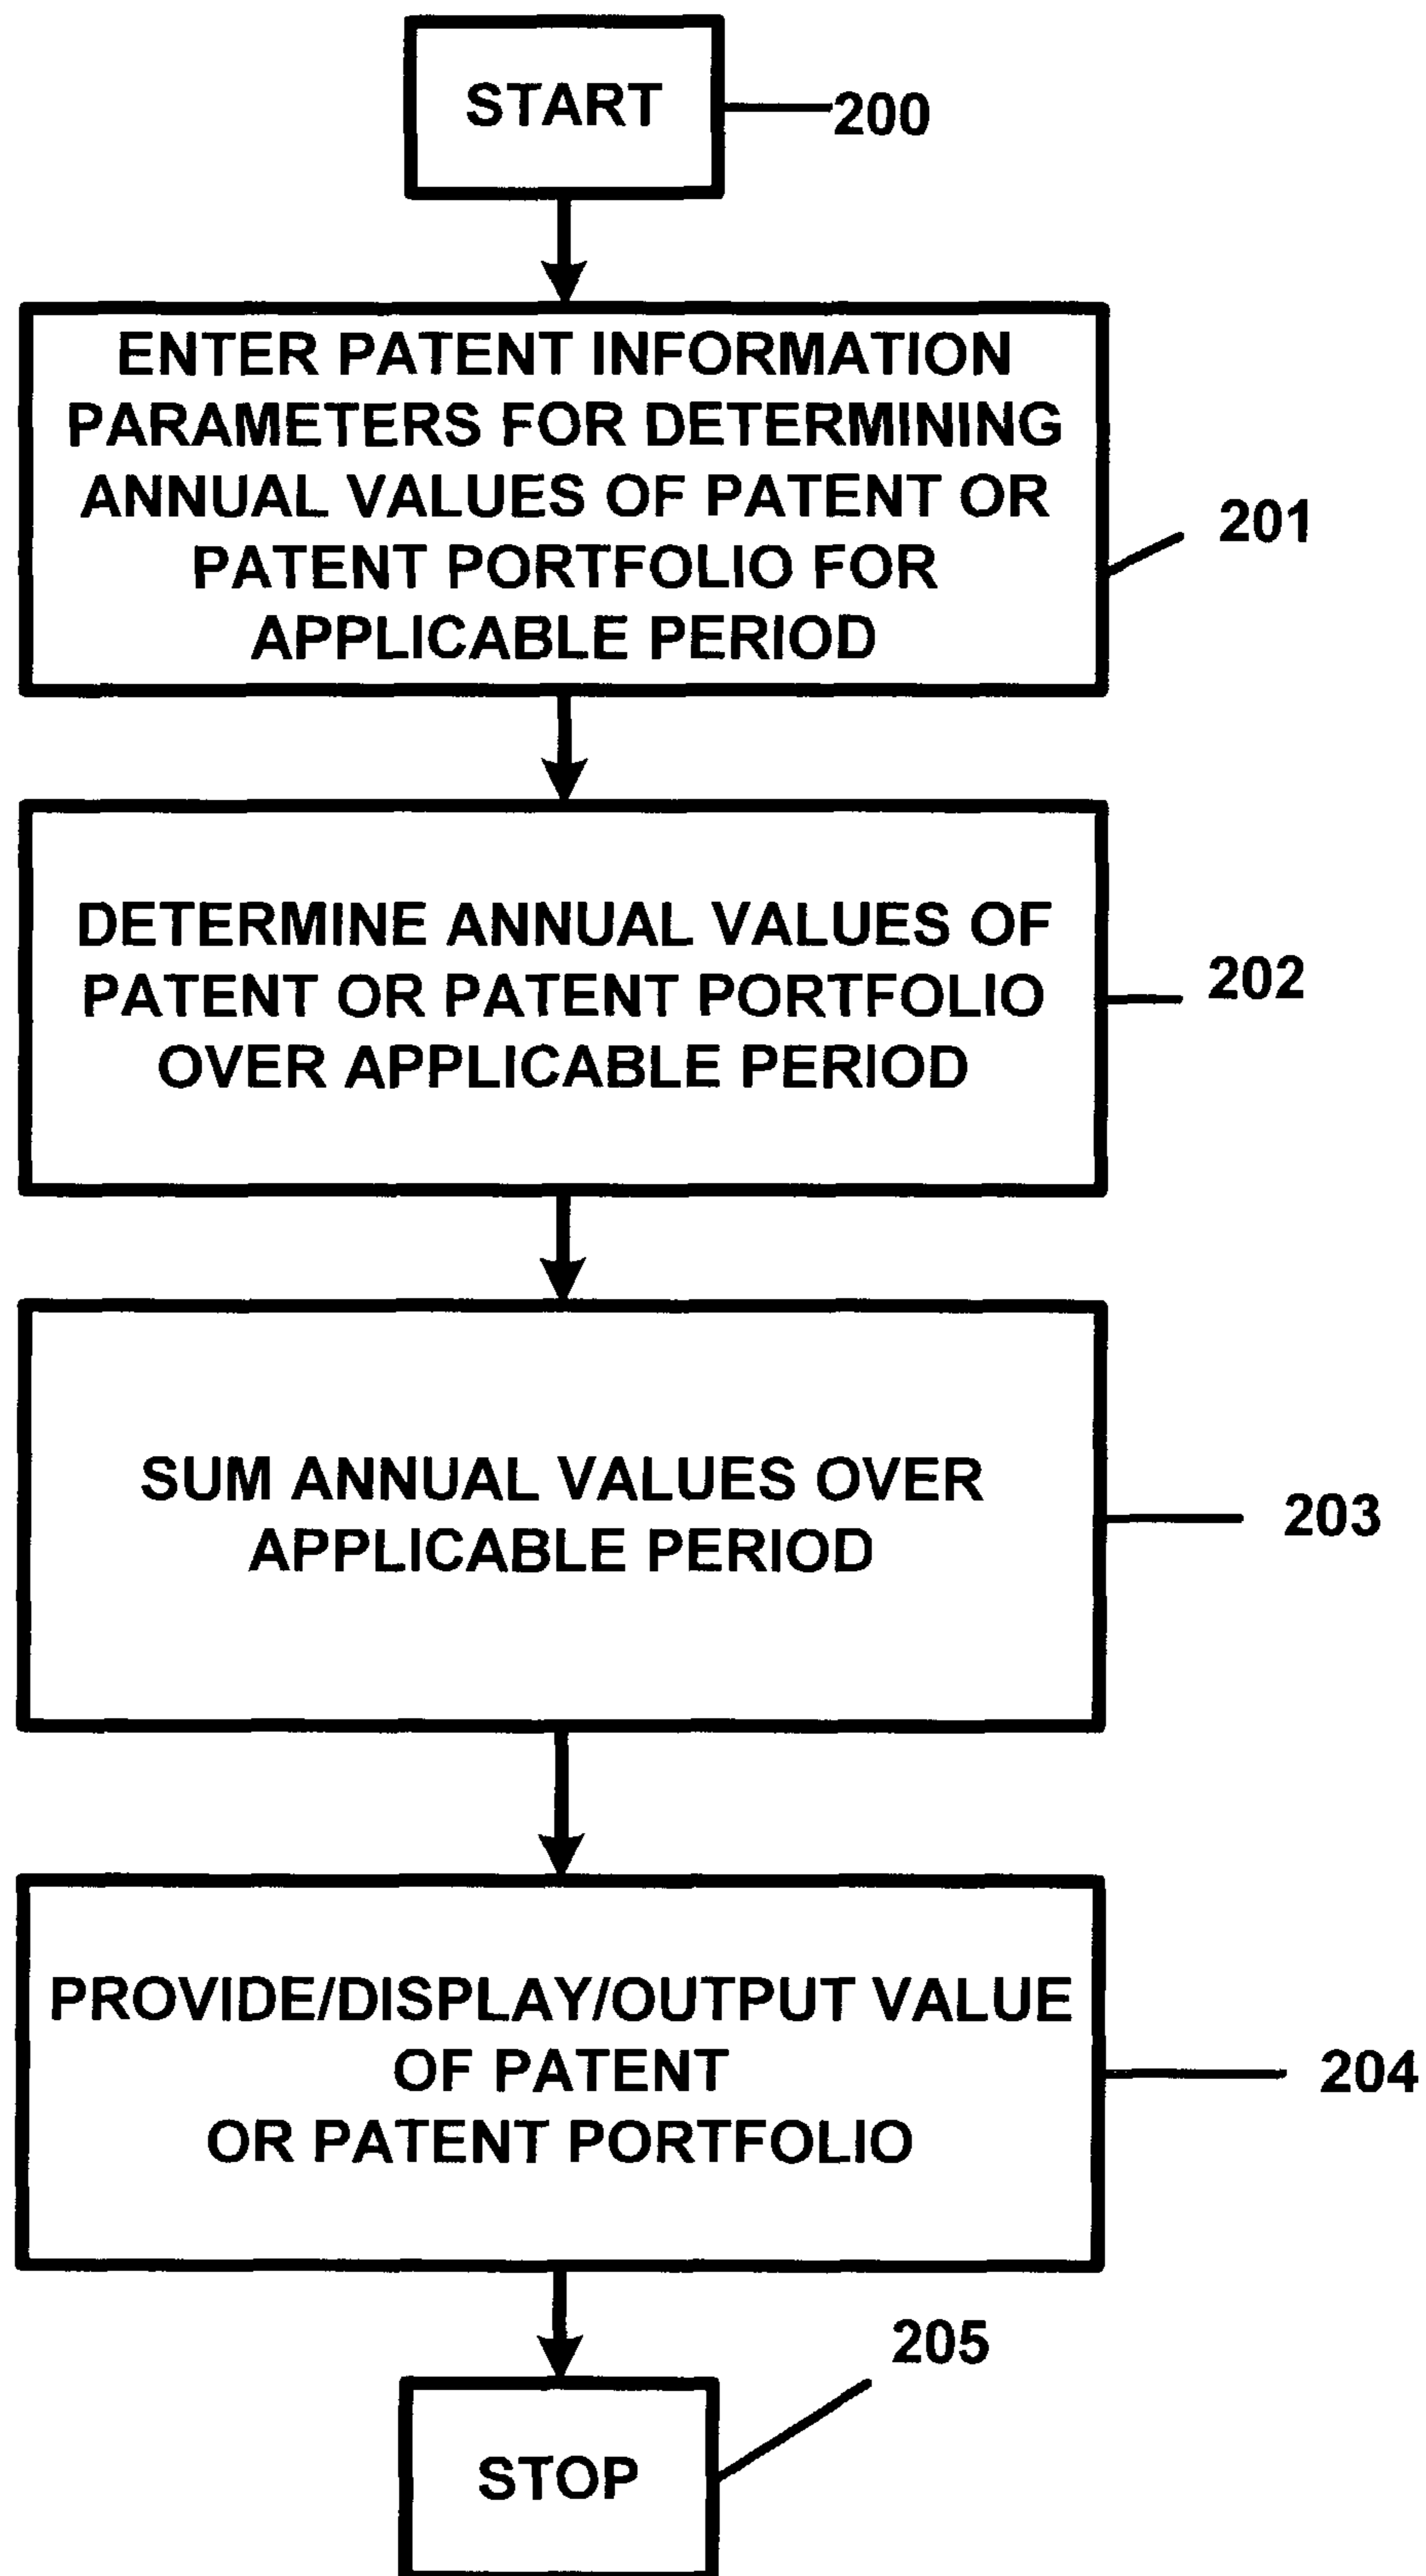 START
200
ENTER PATENT INFORMATION
PARAMETERS FOR DETERMINING
ANNUAL VALUES OF PATENT OR
PATENT PORTFOLIO FOR
APPLICABLE PERIOD
201
DETERMINE ANNUAL VALUES OF
PATENT OR PATENT PORTFOLIO
OVER APPLICABLE PERIOD
202
SUM ANNUAL VALUES OVER
APPLICABLE PERIOD
203
PROVIDE/DISPLAY/OUTPUT VALUE
OF PATENT
OR PATENT PORTFOLIO
204
205
STOP